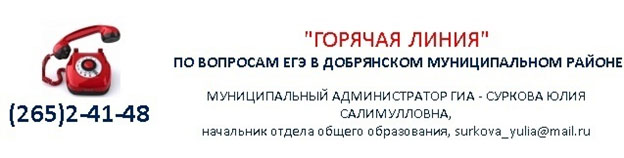 "ГОРЯЧАЯ ЛИНИЯ"
ПО ВОПРОСАМ ЕГЭ В ДОБРЯНСКОМ МУНИЦИПАЛЬНОМ РАЙОНЕ
(265)2-41-48
МУНИЦИПАЛЬНЫЙ АДМИНИСТРАТОР ГИА - СУРКОВА ЮЛИЯ
САЛИМУЛЛОВНА,
начальник отдела общего образования, surkova_yulia@mail.ru